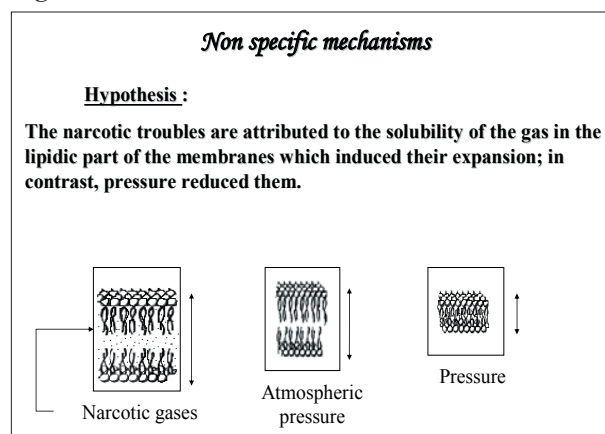 Non specific mechanisms
Hypothesis :
The narcotic troubles are attributed to the solubility of the gas in the
lipidic part of the membranes which induced their expansion; in
contrast, pressure reduced them.
Narcotic gases
Atmospheric
pressure
Pressure